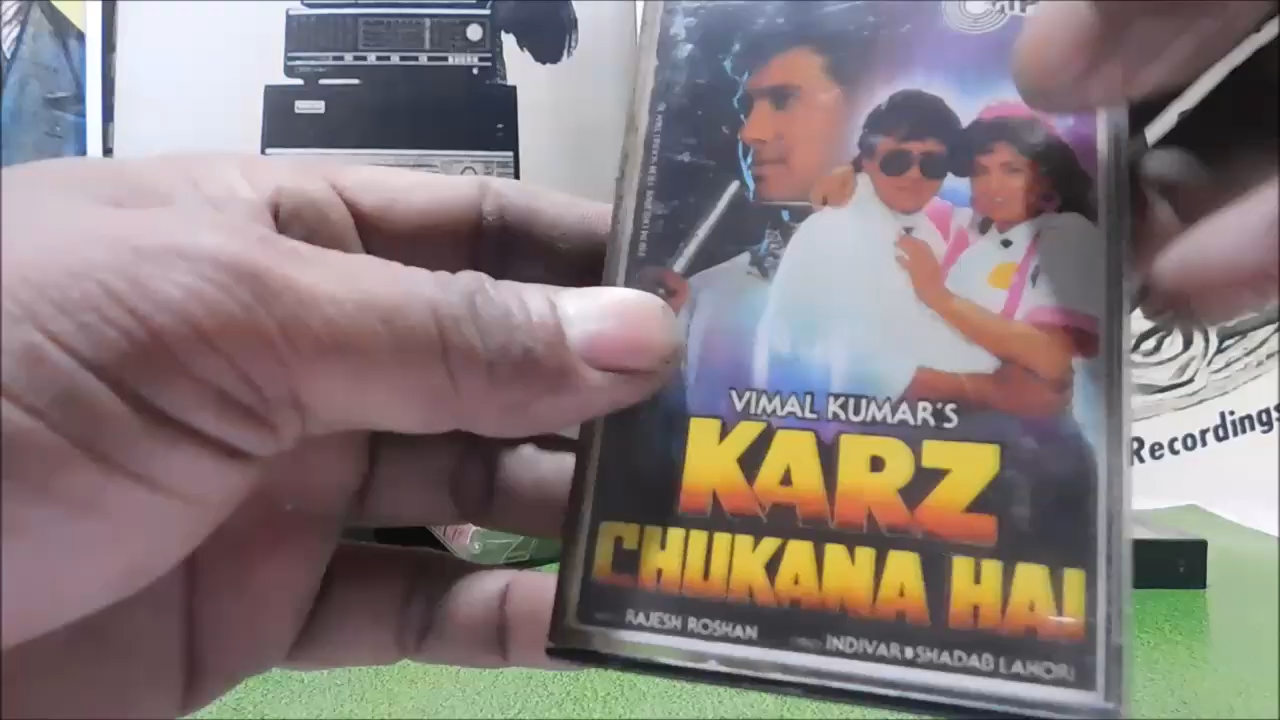 VIMAL KUMAR'S
KARZ
CHUKANA HAI
RAJESH ROSHAN
INDIVAR • SHADAB LAHORI
Recordings